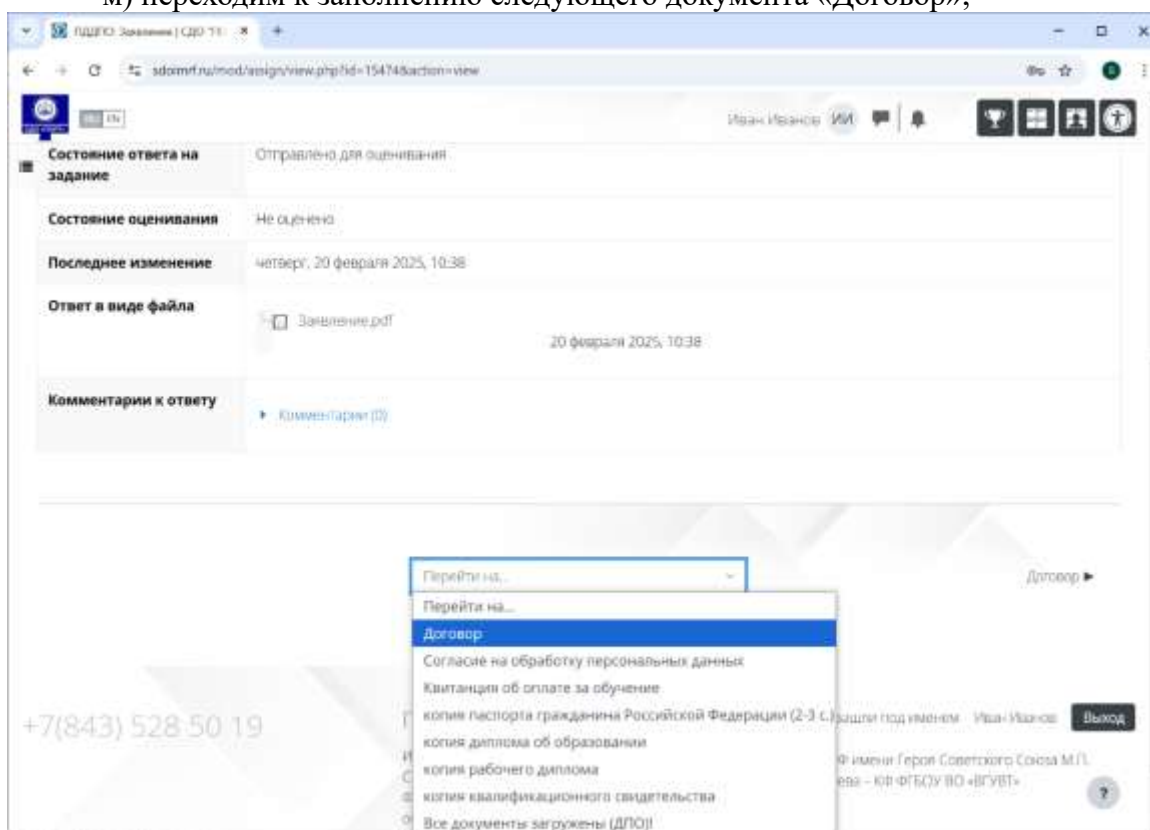 м) переходим к заполнению следующего документа «Договор»;
ПДДПО: Заявление | СДО
sdoimrf.ru/mod/assign/view.php?id=15474&action=view
RU EN
Иван Иванов ИИ
Состояние ответа на задание
Отправлено для оценивания
Состояние оценивания
Не оценено
Последнее изменение
четверг, 20 февраля 2025, 10:38
Ответ в виде файла
Заявление.pdf
20 февраля 2025, 10:38
Комментарии к ответу
Комментарии (0)
Перейти на...
Договор ►
Перейти на...
Договор
Согласие на обработку персональных данных
Квитанция об оплате за обучение
копия паспорта гражданина Российской Федерации (2-3 с.)
зашли под именем Иван Иванов Выход
+7(843) 528 50 19
копия диплома об образовании
имени Героя Советского Союза М.П.
копия рабочего диплома
ева – КФ ФГБОУ ВО «ВГУВТ»
копия квалификационного свидетельства
?
Все документы загружены (ДПО)!